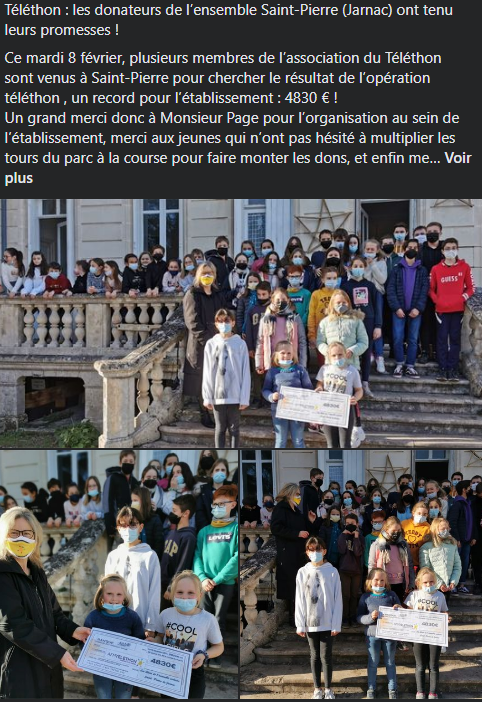 Téléthon : les donateurs de l’ensemble Saint-Pierre (Jarnac) ont tenu
leurs promesses !
Ce mardi 8 février, plusieurs membres de l’association du Téléthon
sont venus à Saint-Pierre pour chercher le résultat de l’opération
téléthon , un record pour l’établissement : 4830 € !
Un grand merci donc à Monsieur Page pour l’organisation au sein de
l’établissement, merci aux jeunes qui n’ont pas hésité à multiplier les
tours du parc à la course pour faire monter les dons, et enfin me... Voir
plus
GUESS
LEVI'S
#COOL
AFMTELETHON
4830€